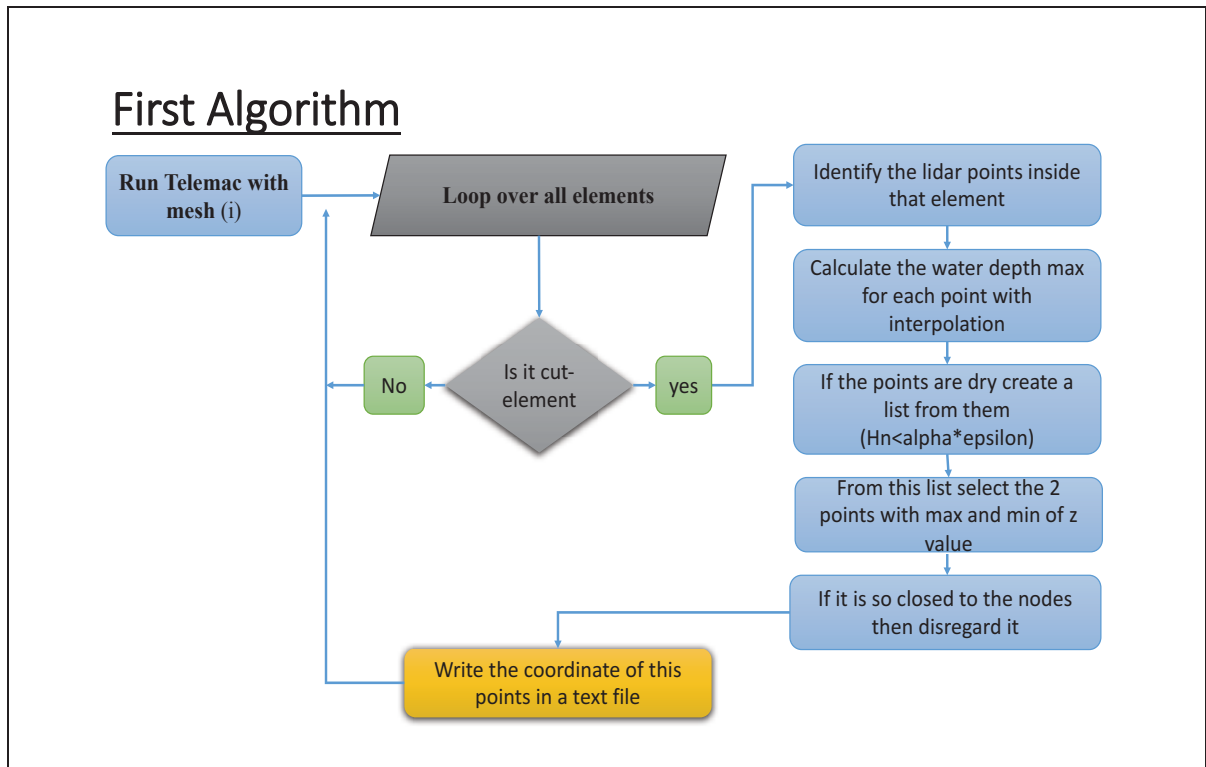 First Algorithm
Run Telemac with
mesh (i)
Loop over all elements
Is it cut-
element
No
yes
Identify the lidar points inside
that element
Calculate the water depth max
for each point with
interpolation
If the points are dry create a
list from them
(Hn<alpha*epsilon)
From this list select the 2
points with max and min of z
value
If it is so closed to the nodes
then disregard it
Write the coordinate of this
points in a text file